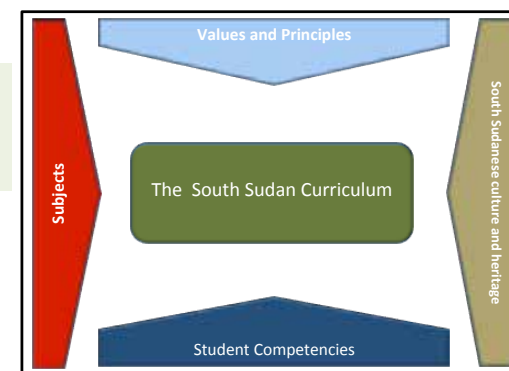 Values and Principles
Subjects
The South Sudan Curriculum
South Sudanese culture and heritage
Student Competencies